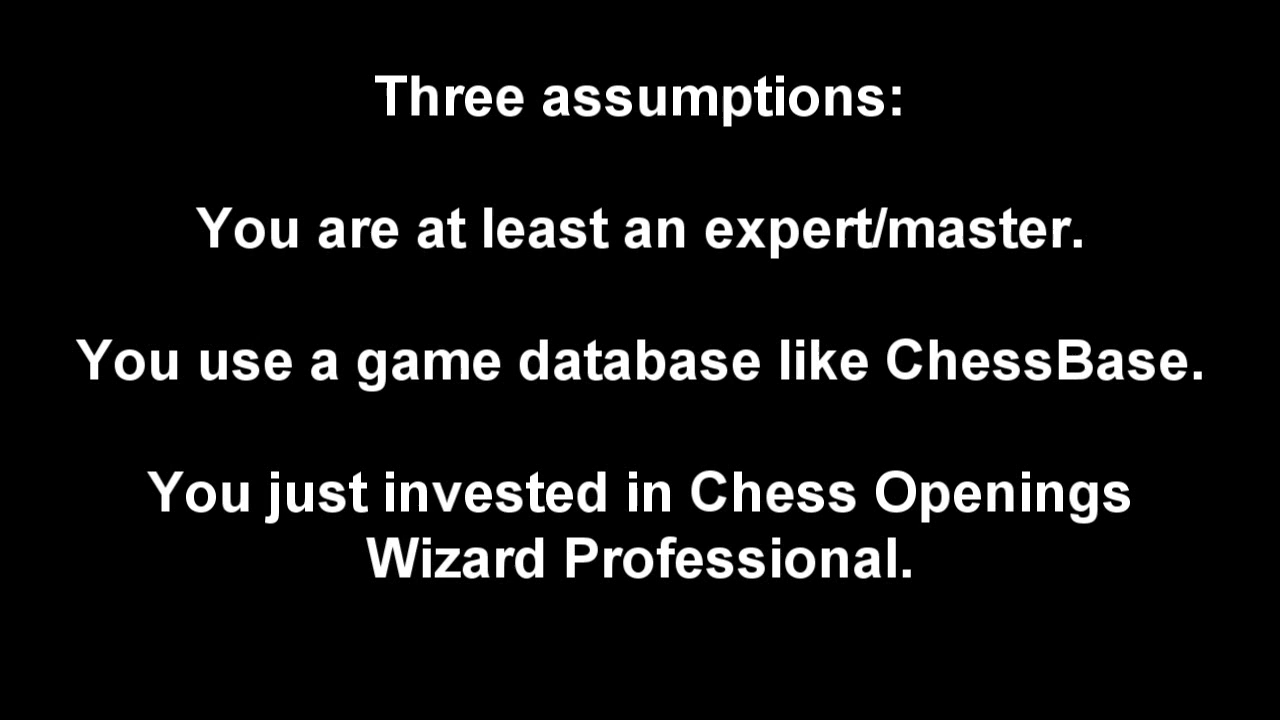 Three assumptions:
You are at least an expert/master.
You use a game database like ChessBase.
You just invested in Chess Openings
Wizard Professional.